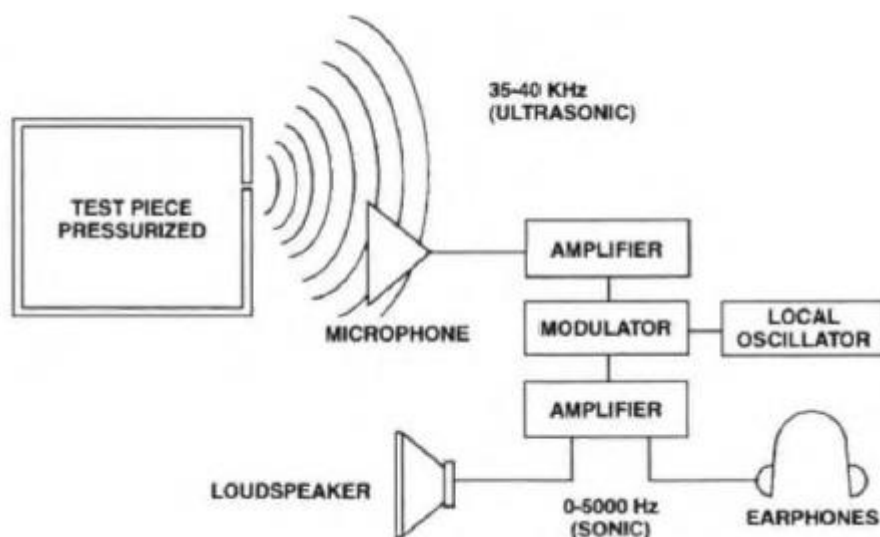 35-40 KHz
(ULTRASONIC)
TEST PIECE
PRESSURIZED
AMPLIFIER
MICROPHONE
MODULATOR
LOCAL
OSCILLATOR
AMPLIFIER
LOUDSPEAKER
0-5000 Hz
(SONIC)
EARPHONES